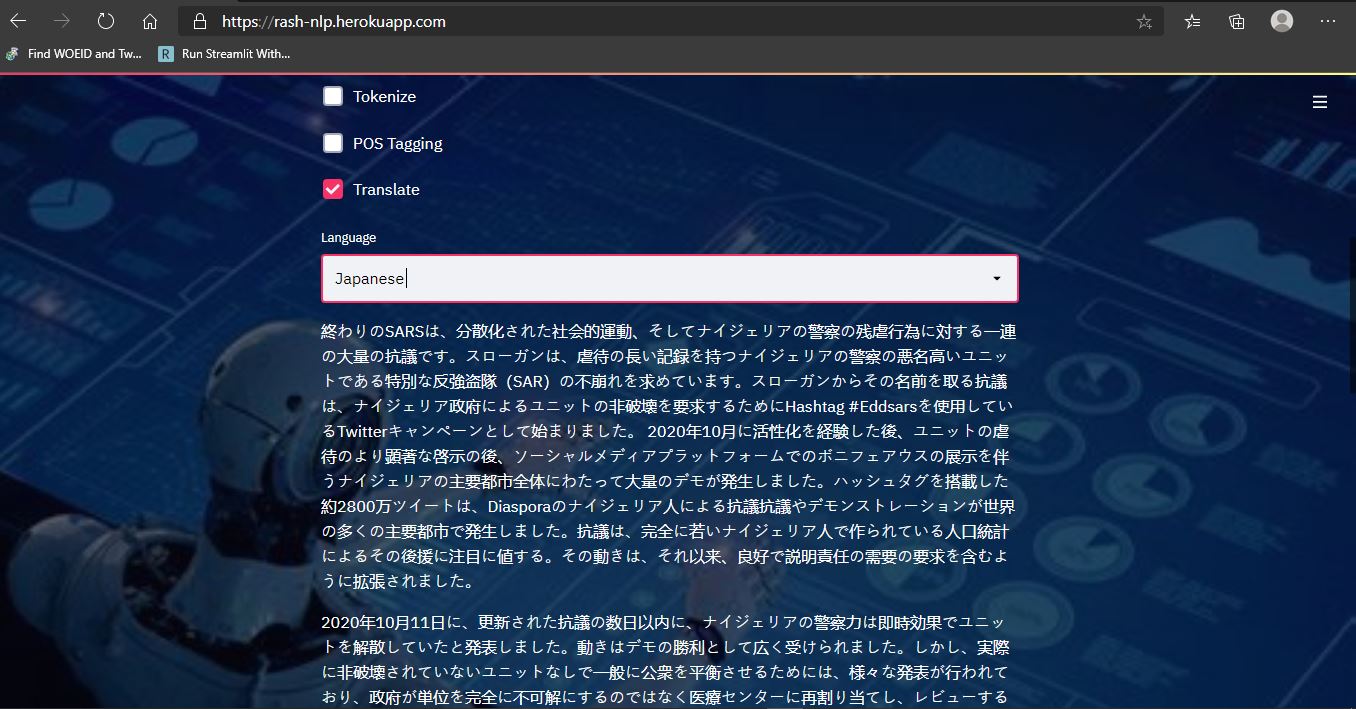 https://rash-nlp.herokuapp.com
Find WOEID and Tw...
R Run Streamlit With...
Tokenize
POS Tagging
Translate
Language
Japanese
終わりのSARSは、分散化された社会的運動、そしてナイジェリアの警察の残虐行為に対する一連
の大量の抗議です。スローガンは、虐待の長い記録を持つナイジェリアの警察の悪名高いユニッ
トである特別な反強盗隊（SAR）の不崩れを求めています。スローガンからその名前を取る抗議
は、ナイジェリア政府によるユニットの非破壊を要求するためにHashtag #Eddsarsを使用してい
るTwitterキャンペーンとして始まりました。 2020年10月に活性化を経験した後、ユニットの虐
待のより顕著な啓示の後、ソーシャルメディアプラットフォームでのボニフェアウスの展示を伴
うナイジェリアの主要都市全体にわたって大量のデモが発生しました。ハッシュタグを搭載した
約2800万ツイートは、Diasporaのナイジェリア人による抗議抗議やデモンストレーションが世界
の多くの主要都市で発生しました。抗議は、完全に若いナイジェリア人で作られている人口統計
によるその後援に注目に値する。その動きは、それ以来、良好で説明責任の需要の要求を含むよ
うに拡張されました。
2020年10月11日に、更新された抗議の数日以内に、ナイジェリアの警察力は即時効果でユニッ
トを解散していたと発表しました。動きはデモの勝利として広く受けられました。しかし、実際
に非破壊されていないユニットなしで一般に公衆を平衡させるためには、様々な発表が行われて
おり、政府が単位を完全に不可解にするのではなく医療センターに再割り当てし、レビューする